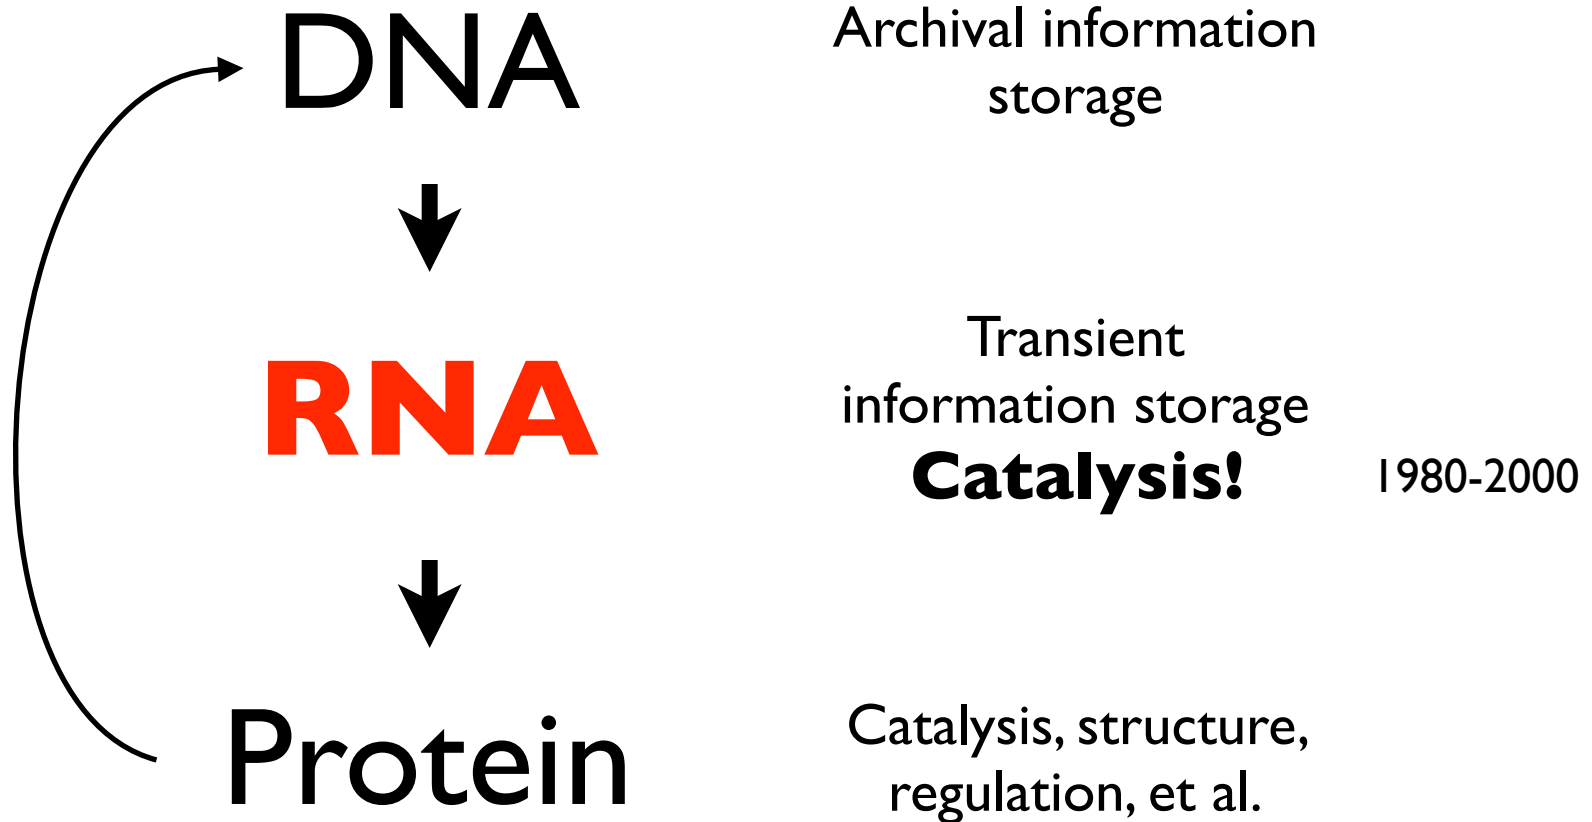 DNA
Archival information
storage
RNA
Transient
information storage
Catalysis!
1980-2000
Protein
Catalysis, structure,
regulation, et al.